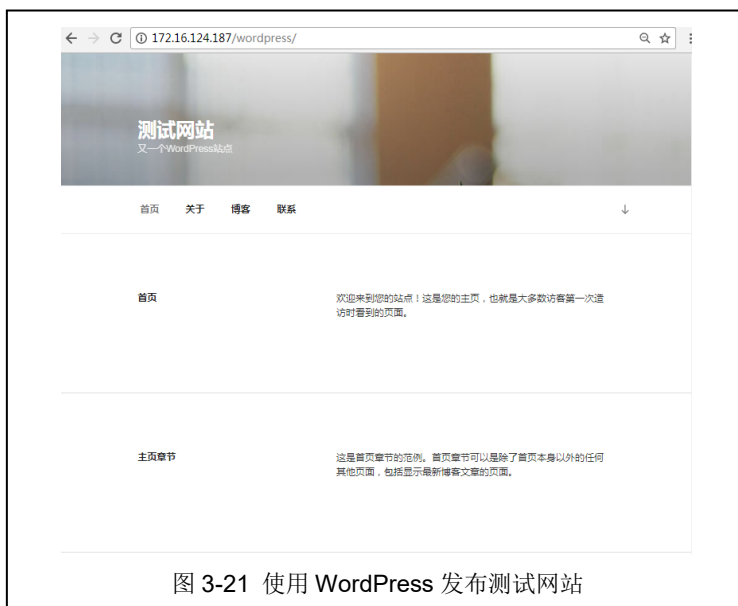 172.16.124.187/wordpress/
测试网站
又一个WordPress站点
首页 关于 博客 联系
首页
欢迎来到您的站点！这是您的主页，也就是大多数访客第一次造
访时看到的页面。
主页章节
这是首页章节的范例。首页章节可以是除了首页本身以外的任何
其他页面，包括显示最新博客文章的页面。
图 3-21 使用 WordPress 发布测试网站